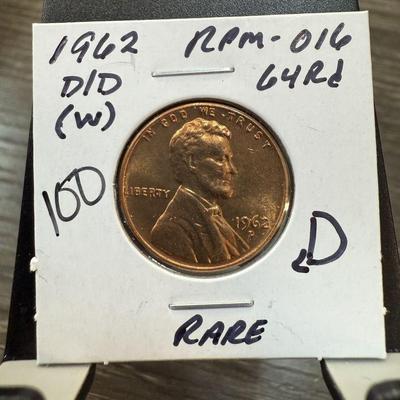 1962 RPM-016
D/D 64Rd
(W)
100
IN GOD WE TRUST
LIBERTY
1962
D
D
RARE